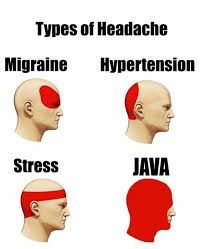 Types of Headache
Migraine Hypertension
Stress JAVA